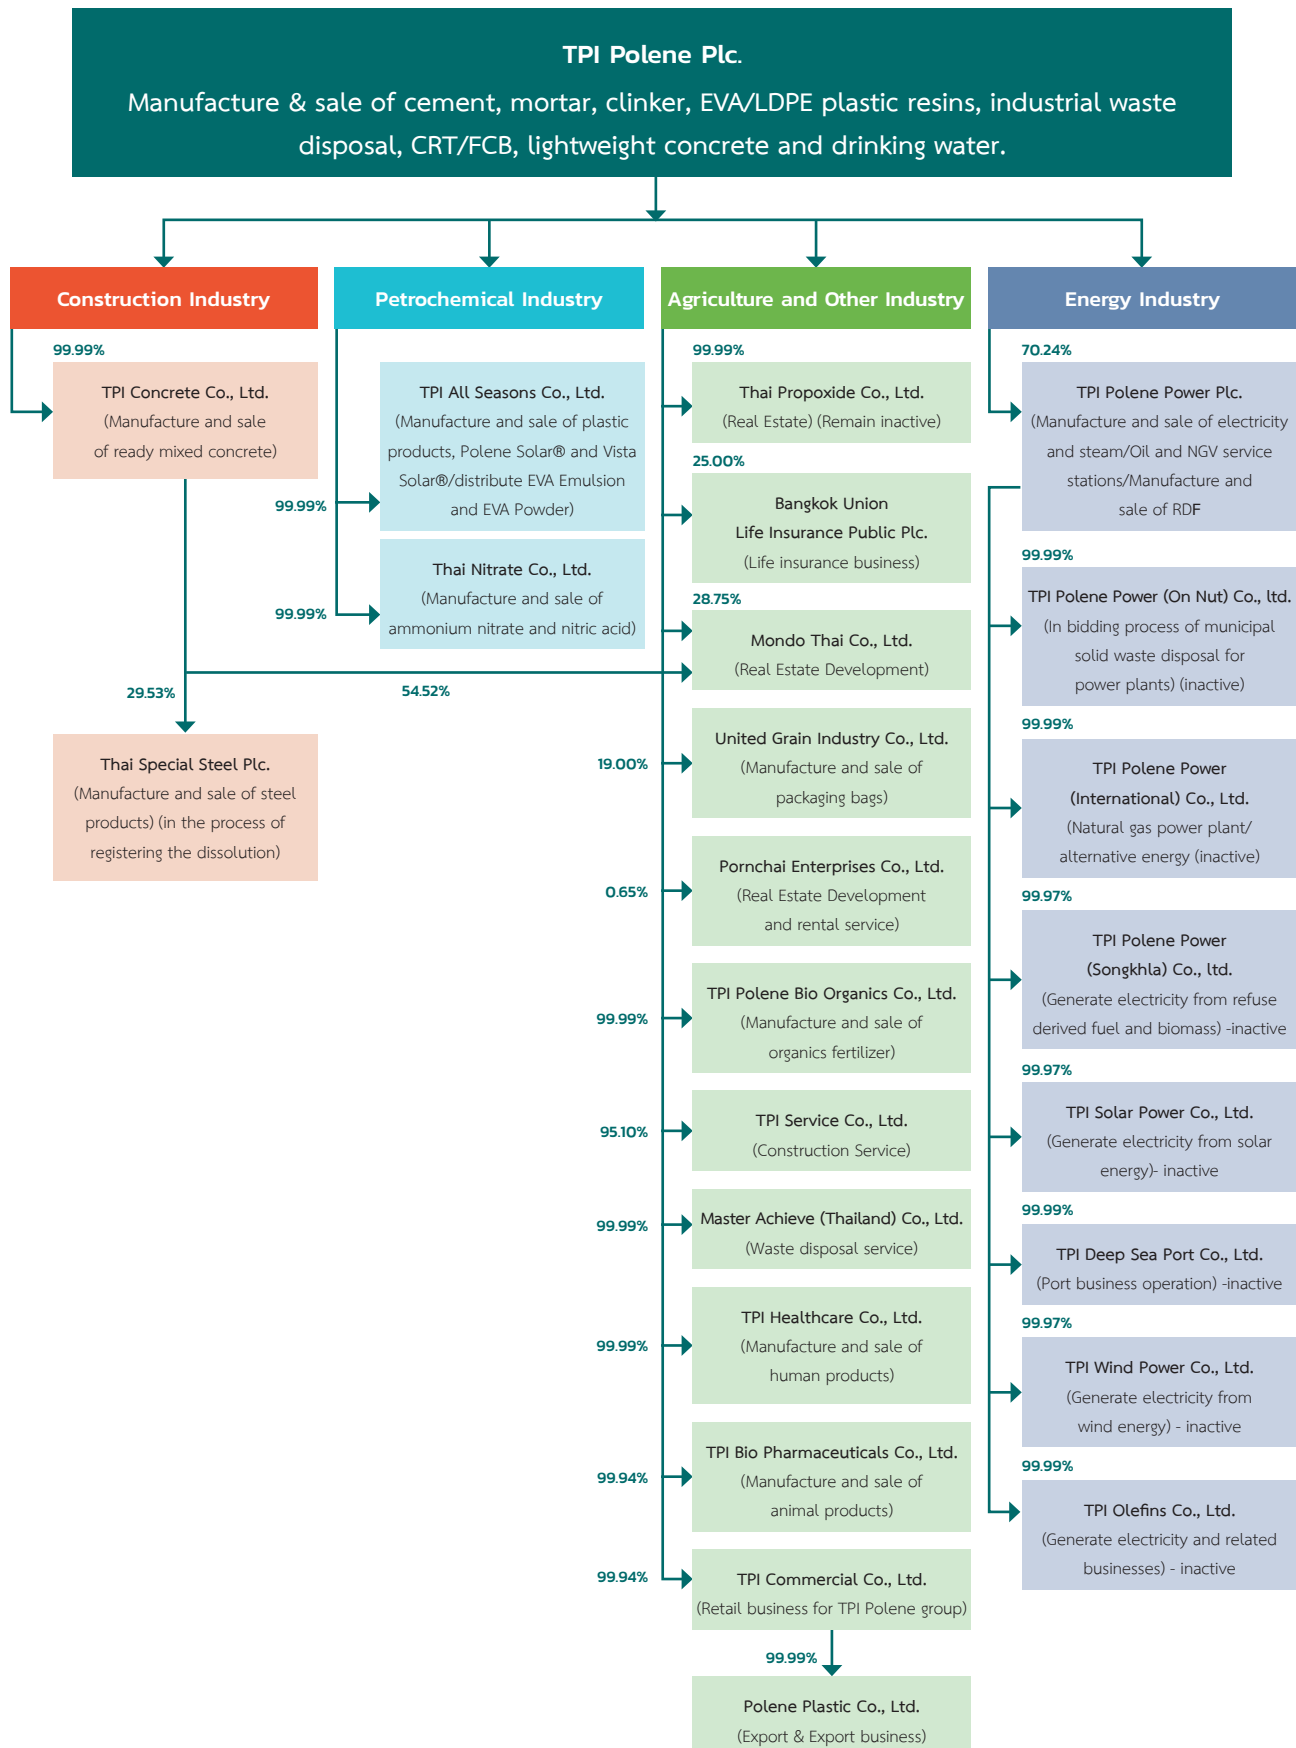 TPI Polene Plc.
Manufacture & sale of cement, mortar, clinker, EVA/LDPE plastic resins, industrial waste
disposal, CRT/FCB, lightweight concrete and drinking water.
Construction Industry
99.99%
TPI Concrete Co., Ltd.
(Manufacture and sale
of ready mixed concrete)
29.53%
54.52%
Thai Special Steel Plc.
(Manufacture and sale of steel
products) (in the process of
registering the dissolution)
Petrochemical Industry
99.99%
TPI All Seasons Co., Ltd.
(Manufacture and sale of plastic
products, Polene Solar® and Vista
Solar®/distribute EVA Emulsion
and EVA Powder)
99.99%
Thai Nitrate Co., Ltd.
(Manufacture and sale of
ammonium nitrate and nitric acid)
Agriculture and Other Industry
99.99%
Thai Propoxide Co., Ltd.
(Real Estate) (Remain inactive)
25.00%
Bangkok Union
Life Insurance Public Plc.
(Life insurance business)
28.75%
Mondo Thai Co., Ltd.
(Real Estate Development)
19.00%
United Grain Industry Co., Ltd.
(Manufacture and sale of
packaging bags)
0.65%
Pornchai Enterprises Co., Ltd.
(Real Estate Development
and rental service)
99.99%
TPI Polene Bio Organics Co., Ltd.
(Manufacture and sale of
organics fertilizer)
95.10%
TPI Service Co., Ltd.
(Construction Service)
99.99%
Master Achieve (Thailand) Co., Ltd.
(Waste disposal service)
99.99%
TPI Healthcare Co., Ltd.
(Manufacture and sale of
human products)
99.94%
TPI Bio Pharmaceuticals Co., Ltd.
(Manufacture and sale of
animal products)
99.94%
TPI Commercial Co., Ltd.
(Retail business for TPI Polene group)
99.99%
Polene Plastic Co., Ltd.
(Export & Export business)
Energy Industry
70.24%
TPI Polene Power Plc.
(Manufacture and sale of electricity
and steam/Oil and NGV service
stations/Manufacture and
sale of RDF
99.99%
TPI Polene Power (On Nut) Co., ltd.
(In bidding process of municipal
solid waste disposal for
power plants) (inactive)
99.99%
TPI Polene Power
(International) Co., Ltd.
(Natural gas power plant/
alternative energy (inactive)
99.97%
TPI Polene Power
(Songkhla) Co., ltd.
(Generate electricity from refuse
derived fuel and biomass) -inactive
99.97%
TPI Solar Power Co., Ltd.
(Generate electricity from solar
energy)- inactive
99.99%
TPI Deep Sea Port Co., Ltd.
(Port business operation) -inactive
99.97%
TPI Wind Power Co., Ltd.
(Generate electricity from
wind energy) - inactive
99.99%
TPI Olefins Co., Ltd.
(Generate electricity and related
businesses) - inactive